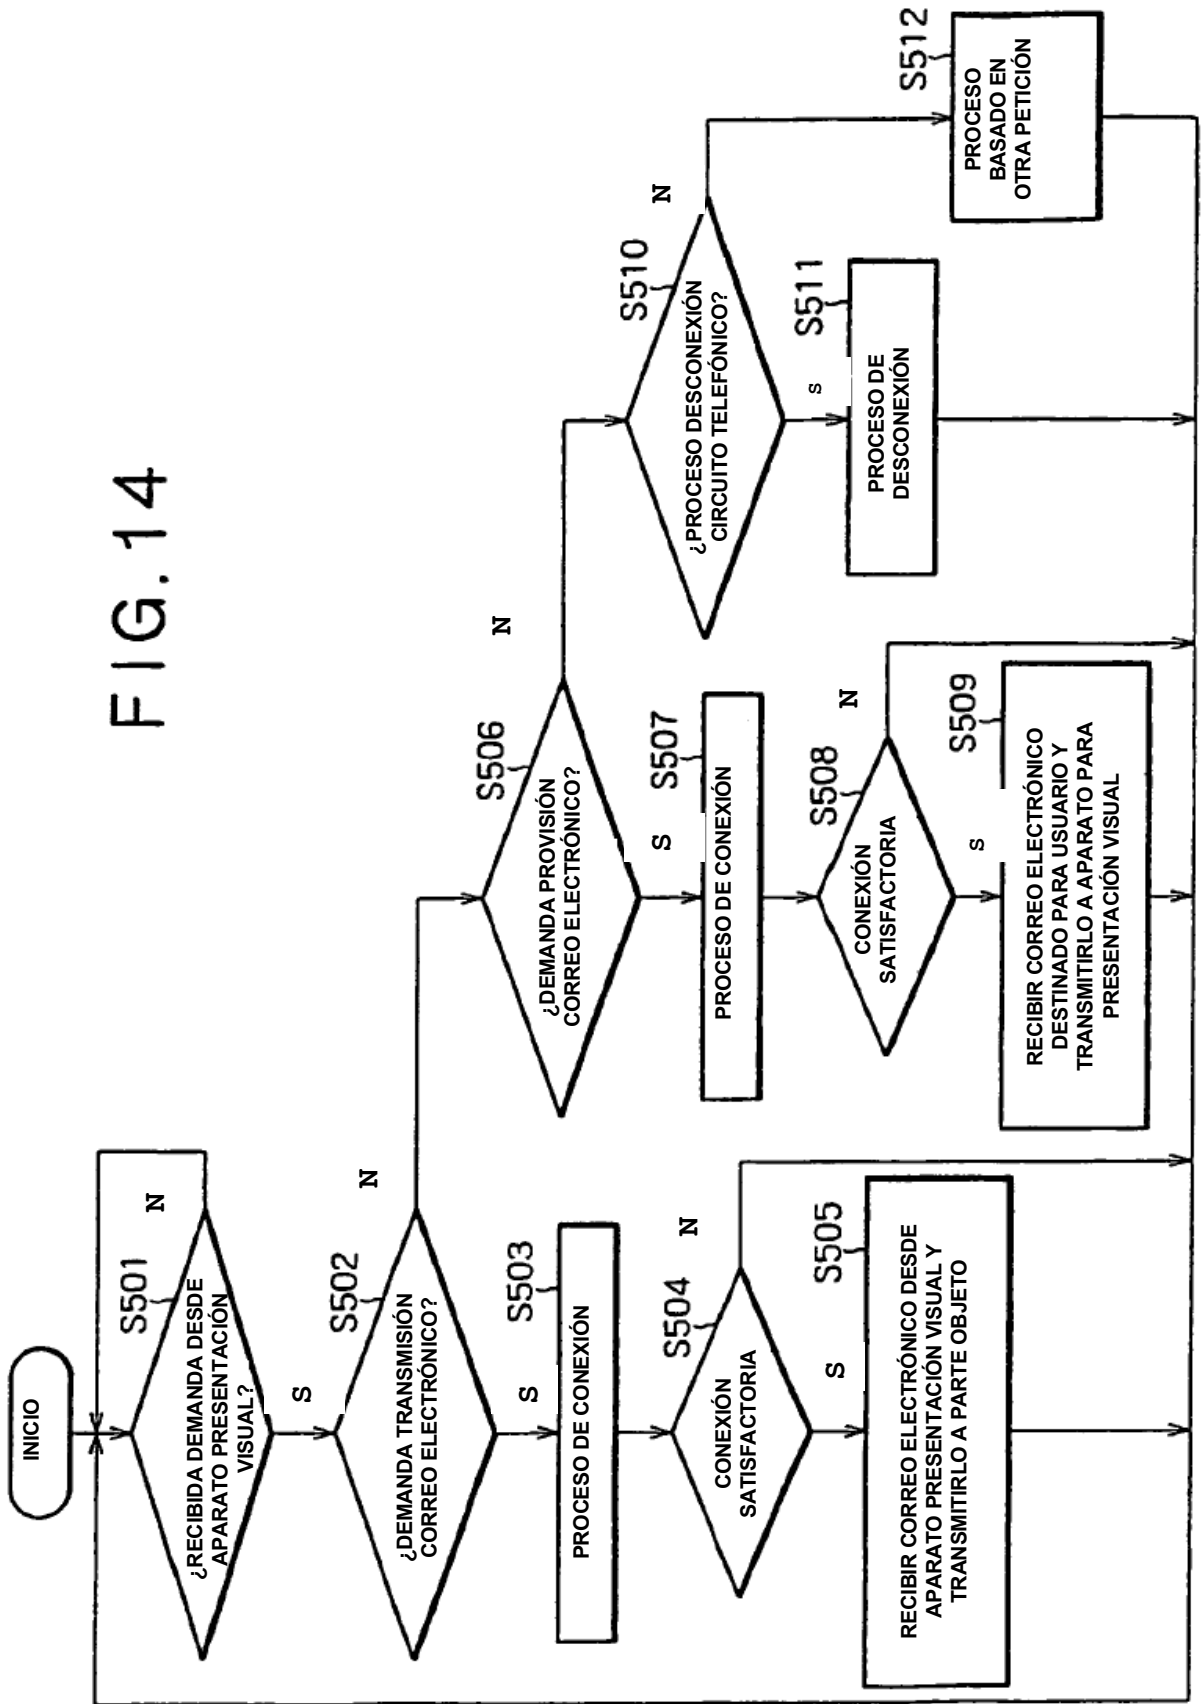 FIG.14
INICIO
S501
¿RECIBIDA DEMANDA DESDE
APARATO PRESENTACIÓN
VISUAL?
N
S
S502
¿DEMANDA TRANSMISIÓN
CORREO ELECTRÓNICO?
N
S
S503
PROCESO DE CONEXIÓN
S504
CONEXIÓN
SATISFACTORIA
N
S
S505
RECIBIR CORREO ELECTRÓNICO DESDE
APARATO PRESENTACIÓN VISUAL Y
TRANSMITIRLO A PARTE OBJETO
S506
¿DEMANDA PROVISIÓN
CORREO ELECTRÓNICO?
N
S
S507
PROCESO DE CONEXIÓN
S508
CONEXIÓN
SATISFACTORIA
N
S
S509
RECIBIR CORREO ELECTRÓNICO
DESTINADO PARA USUARIO Y
TRANSMITIRLO A APARATO PARA
PRESENTACIÓN VISUAL
S510
¿PROCESO DESCONEXIÓN
CIRCUITO TELEFÓNICO?
N
S
S511
PROCESO DE
DESCONEXIÓN
S512
PROCESO
BASADO EN
OTRA PETICIÓN